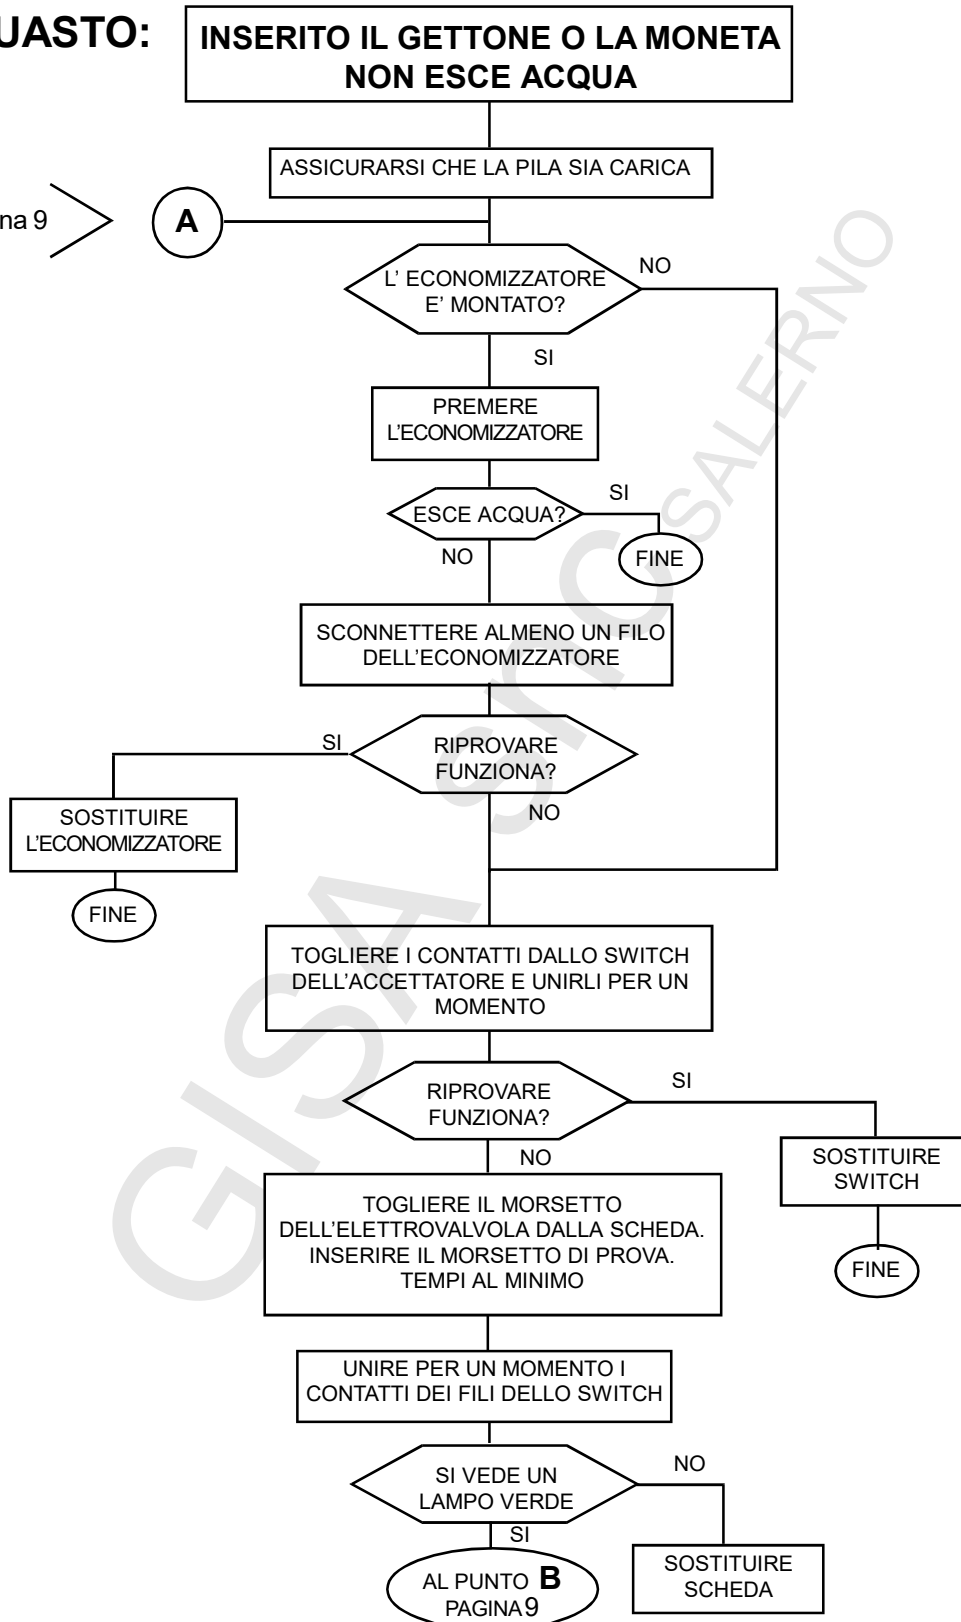 UASTO:
INSERITO IL GETTONE O LA MONETA
NON ESCE ACQUA
ASSICURARSI CHE LA PILA SIA CARICA
na 9
A
L' ECONOMIZZATORE
E' MONTATO?
NO
SI
PREMERE
L'ECONOMIZZATORE
ESCE ACQUA?
SI
NO
FINE
SCONNETTERE ALMENO UN FILO
DELL'ECONOMIZZATORE
SI
RIPROVARE
FUNZIONA?
NO
SOSTITUIRE
L'ECONOMIZZATORE
FINE
TOGLIERE I CONTATTI DALLO SWITCH
DELL'ACCETTATORE E UNIRLI PER UN
MOMENTO
RIPROVARE
FUNZIONA?
SI
NO
SOSTITUIRE
SWITCH
FINE
TOGLIERE IL MORSETTO
DELL'ELETTROVALVOLA DALLA SCHEDA.
INSERIRE IL MORSETTO DI PROVA.
TEMPI AL MINIMO
UNIRE PER UN MOMENTO I
CONTATTI DEI FILI DELLO SWITCH
SI VEDE UN
LAMPO VERDE
NO
SI
AL PUNTO B
PAGINA 9
SOSTITUIRE
SCHEDA
GISA snc SALERNO